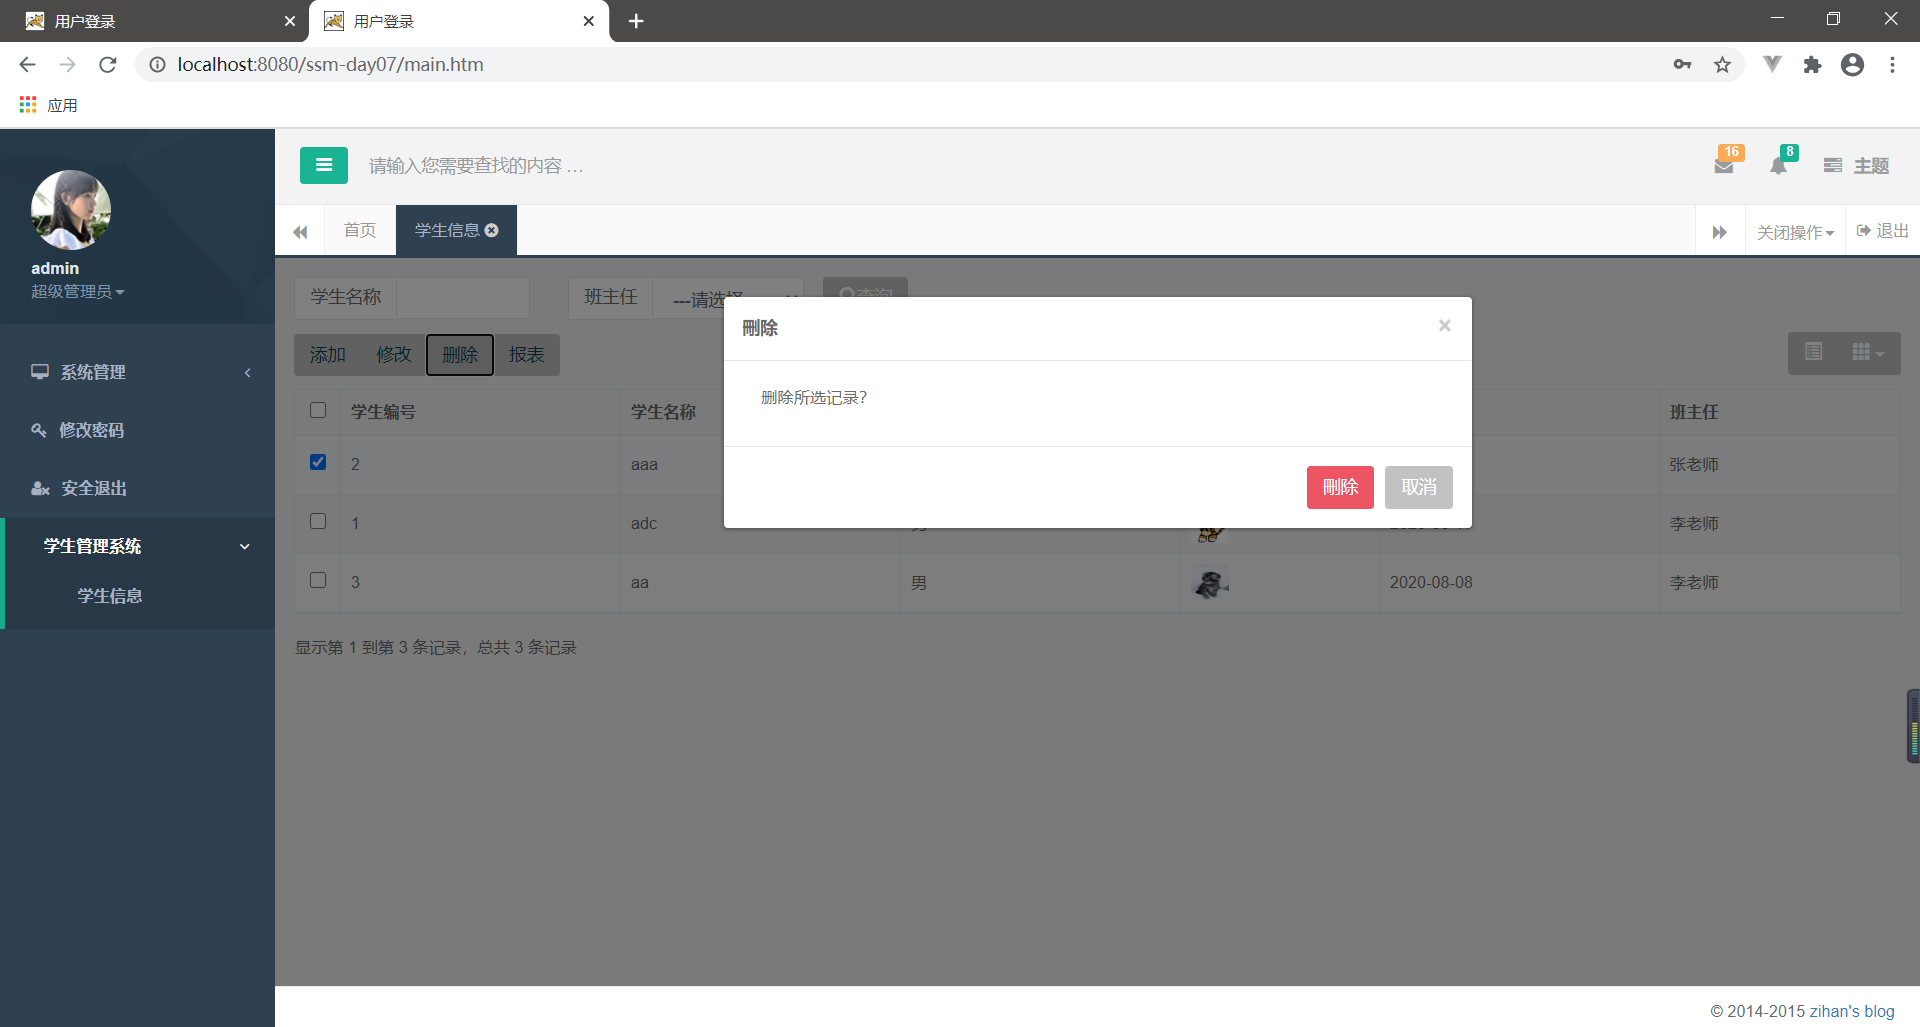 用户登录
用户登录
localhost:8080/ssm-day07/main.htm
应用
admin
超级管理员
系统管理
修改密码
安全退出
学生管理系统
学生信息
请输入您需要查找的内容 …
16
8
主题
首页
学生信息
关闭操作
退出
学生名称
班主任
---请选择
查询
添加
修改
删除
报表
学生编号
学生名称
班主任
2
aaa
张老师
1
adc
李老师
3
aa
男
2020-08-08
李老师
显示第 1 到第 3 条记录，总共 3 条记录
刪除
×
删除所选记录？
刪除
取消
© 2014-2015 zihan's blog